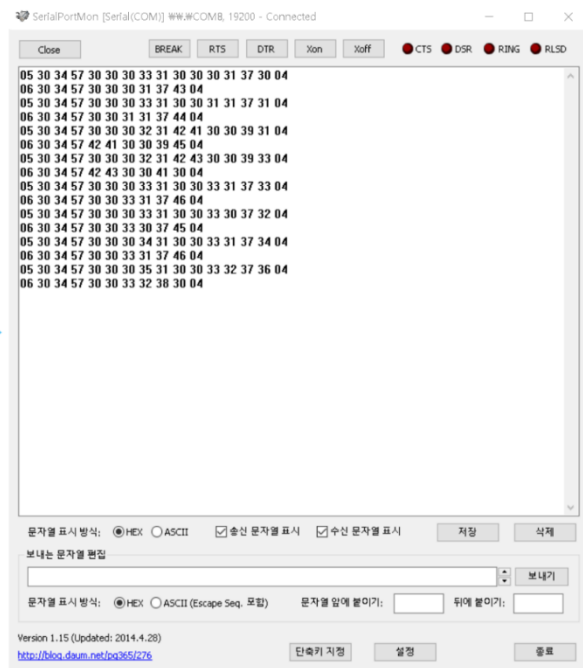 SerialPortMon [Serial(COM)] ₩₩,₩COM8, 19200 - Connected
Close BREAK RTS DTR Xon Xoff CTS DSR RING RLSD
05 30 34 57 30 30 30 33 31 30 30 30 31 37 30 04
06 30 34 57 30 30 30 31 37 43 04
05 30 34 57 30 30 30 33 31 30 30 31 31 37 31 04
06 30 34 57 30 30 31 31 37 44 04
05 30 34 57 30 30 30 32 31 42 41 30 30 39 31 04
06 30 34 57 42 41 30 30 39 45 04
05 30 34 57 30 30 30 32 31 42 43 30 30 39 33 04
06 30 34 57 42 43 30 30 41 30 04
05 30 34 57 30 30 30 33 31 30 30 33 31 37 33 04
06 30 34 57 30 30 33 31 37 46 04
05 30 34 57 30 30 30 33 31 30 30 33 30 37 32 04
06 30 34 57 30 30 33 30 37 45 04
05 30 34 57 30 30 30 34 31 30 30 33 31 37 34 04
06 30 34 57 30 30 33 31 37 46 04
05 30 34 57 30 30 30 35 31 30 30 33 32 37 36 04
06 30 34 57 30 30 33 32 38 30 04
문자열 표시 방식: HEX ASCII 송신 문자열 표시 수신 문자열 표시 저장 삭제
보내는 문자열 편집
보내기
문자열 표시 방식: HEX ASCII (Escape Seq. 포함) 문자열 앞에 붙이기: 뒤에 붙이기:
Version 1.15 (Updated: 2014.4.28)
http://blog.daum.net/pg365/276 단축키 지정 설정 종료